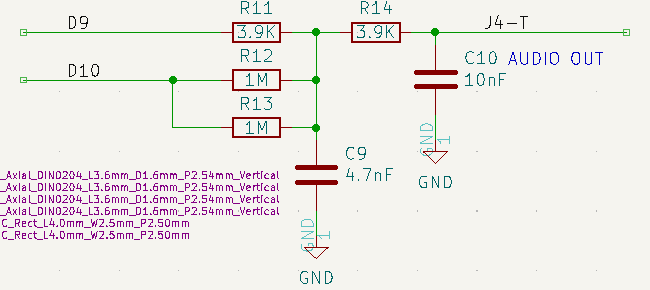 R11 R14
D9 3.9K 3.9K J4-T
R12
D10 1M
C10 AUDIO OUT
10nF
R13
1M
GND 1
C9
4.7nF
GND
_Axial_DIN0204_L3.6mm_D1.6mm_P2.54mm_Vertical
_Axial_DIN0204_L3.6mm_D1.6mm_P2.54mm_Vertical
_Axial_DIN0204_L3.6mm_D1.6mm_P2.54mm_Vertical
_Axial_DIN0204_L3.6mm_D1.6mm_P2.54mm_Vertical
C_Rect_L4.0mm_W2.5mm_P2.50mm
C_Rect_L4.0mm_W2.5mm_P2.50mm
GND 1
GND